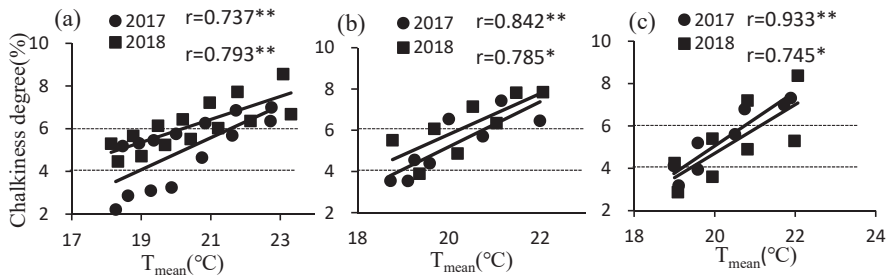 (a)
2017 r=0.737**
2018 r=0.793**
Chalkiness degree(%)
10
8
6
4
2
17 19 21 23
Tmean(°C)
(b)
2017 r=0.842**
2018 r=0.785*
10
8
6
4
2
18 20 22
Tmean(°C)
(c)
2017 r=0.933**
2018 r=0.745*
10
8
6
4
2
18 20 22 24
Tmean(°C)